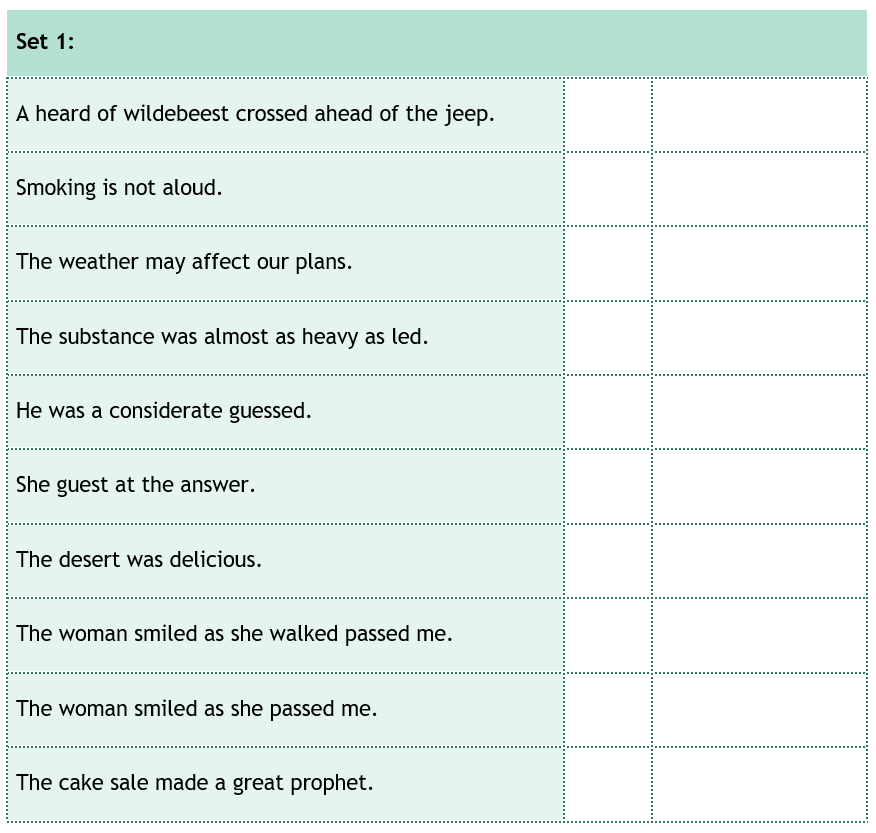 Set 1:
A heard of wildebeest crossed ahead of the jeep.
Smoking is not aloud.
The weather may affect our plans.
The substance was almost as heavy as led.
He was a considerate guessed.
She guest at the answer.
The desert was delicious.
The woman smiled as she walked passed me.
The woman smiled as she passed me.
The cake sale made a great prophet.